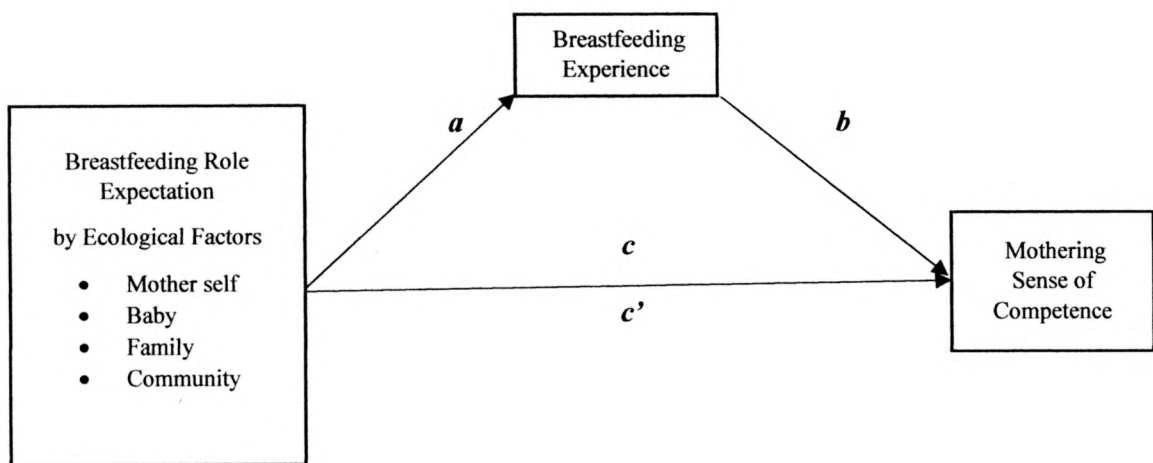 Breastfeeding
Experience
a
b
Breastfeeding Role
Expectation
by Ecological Factors
• Mother self
• Baby
• Family
• Community
c
c’
Mothering
Sense of
Competence